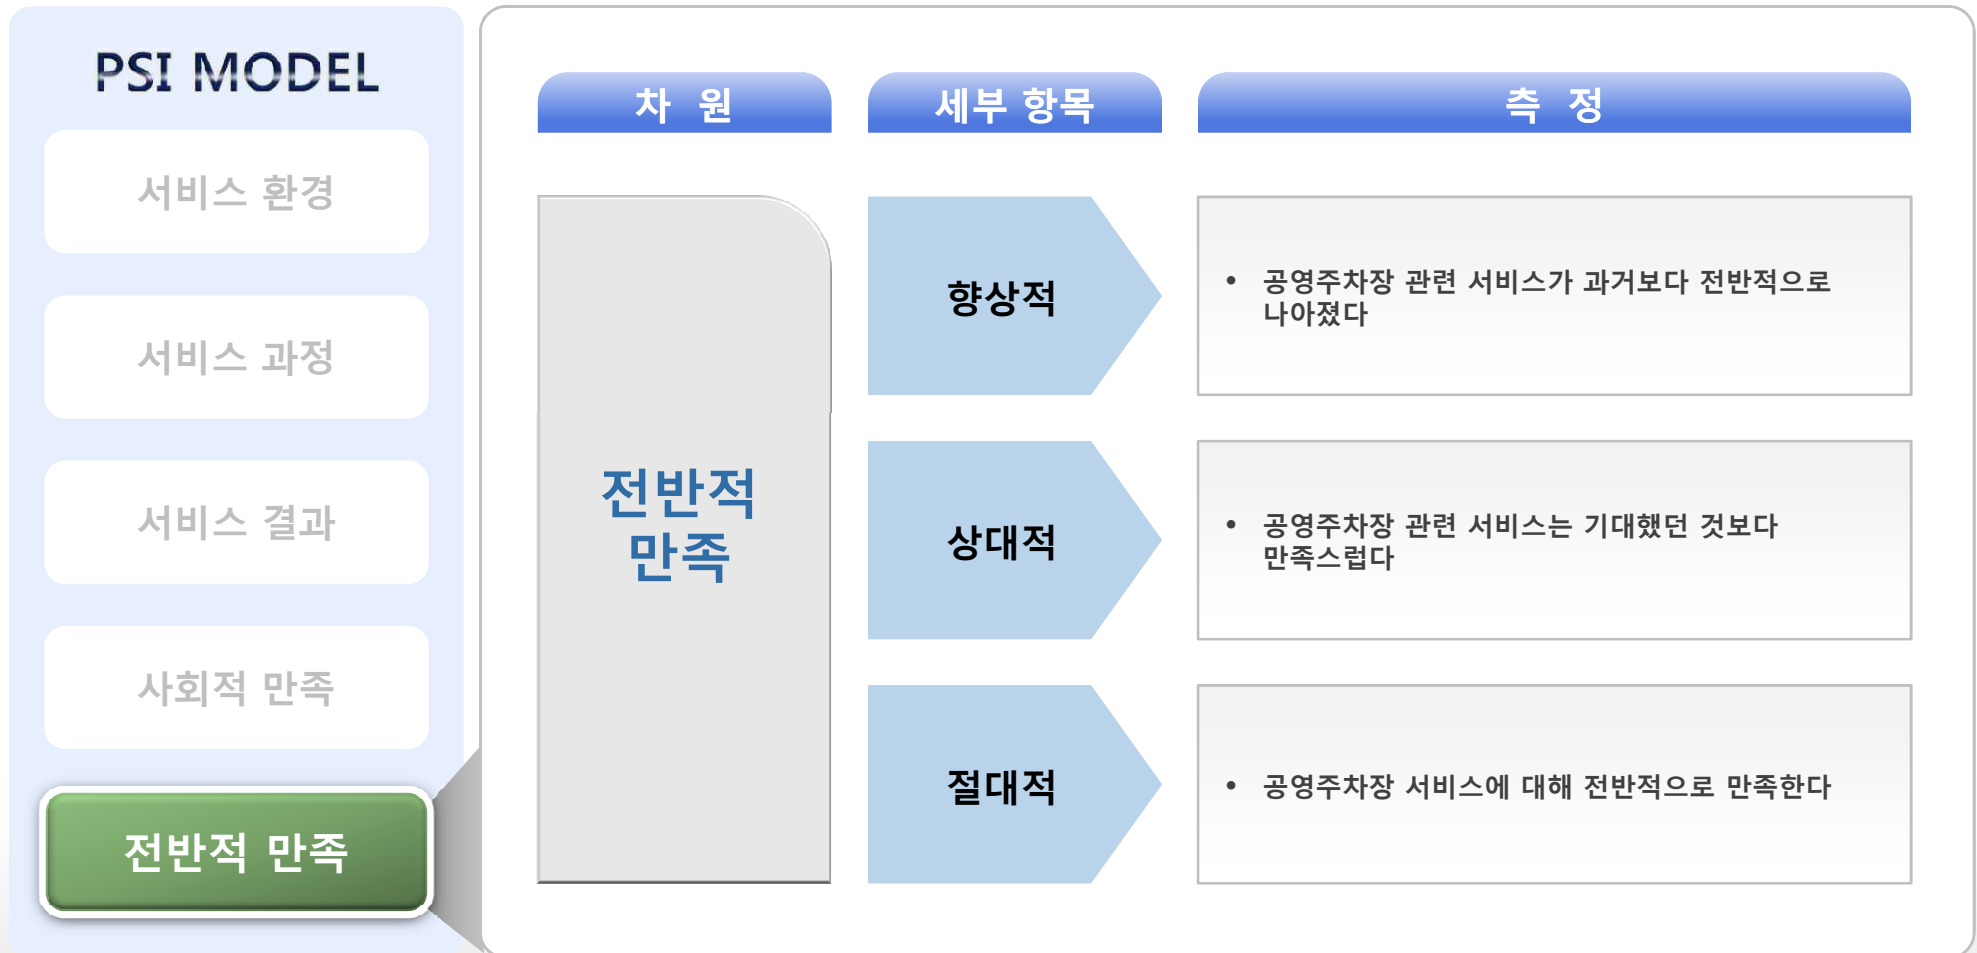 PSI MODEL
서비스 환경
서비스 과정
서비스 결과
사회적 만족
전반적 만족
차 원
세부 항목
측 정
전반적
만족
향상적
• 공영주차장 관련 서비스가 과거보다 전반적으로
나아졌다
상대적
• 공영주차장 관련 서비스는 기대했던 것보다
만족스럽다
절대적
• 공영주차장 서비스에 대해 전반적으로 만족한다